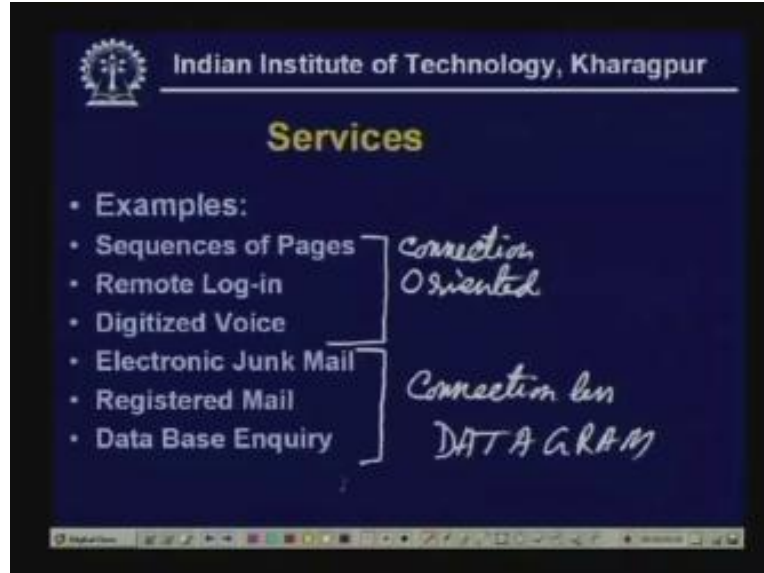 Indian Institute of Technology, Kharagpur
Services
• Examples:
• Sequences of Pages
• Remote Log-in
• Digitized Voice
• Electronic Junk Mail
• Registered Mail
• Data Base Enquiry
Connection
Oriented
Connection less
DATAGRAM